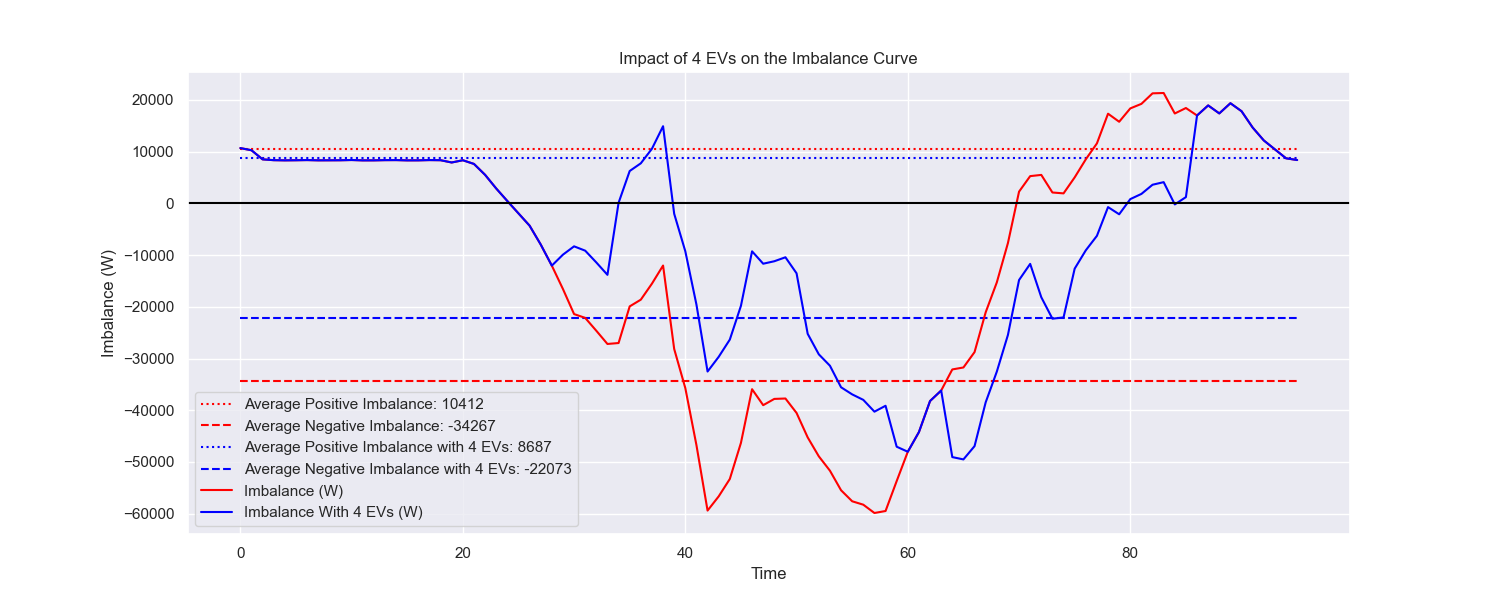 Impact of 4 EVs on the Imbalance Curve
20000
10000
0
−10000
−20000
−30000
−40000
−50000
−60000
Imbalance (W)
Average Positive Imbalance: 10412
Average Negative Imbalance: -34267
Average Positive Imbalance with 4 EVs: 8687
Average Negative Imbalance with 4 EVs: -22073
Imbalance (W)
Imbalance With 4 EVs (W)
0 20 40 60 80
Time